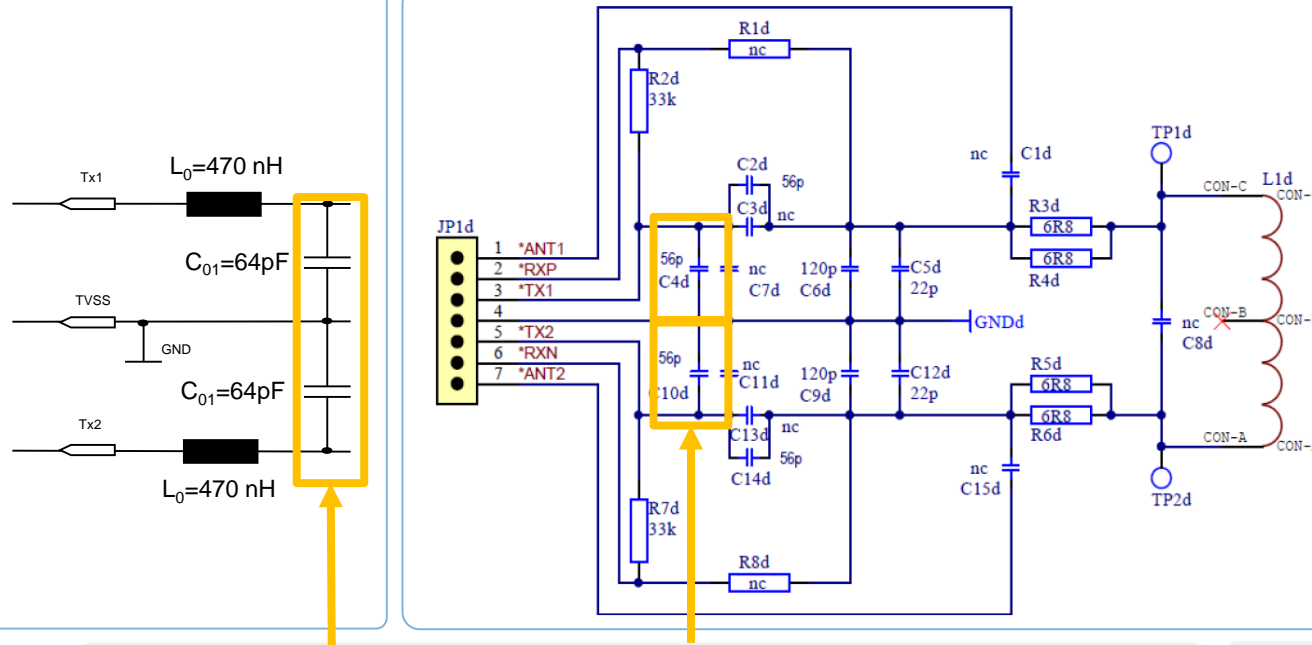 Tx1
L0=470 nH
C01=64pF
TVSS
GND
C01=64pF
Tx2
L0=470 nH
R1d
nc
R2d
33k
C2d
56p
C3d
nc
nc
C1d
TP1d
CON-C
L1d
CON-
R3d
6R8
6R8
R4d
JP1d
1 *ANT1
2 *RXP
3 *TX1
4
5 *TX2
6 *RXN
7 *ANT2
56p
C4d
nc
C7d
120p
C6d
C5d
22p
GNDd
CON-B
CON-
nc
C8d
56p
C10d
nc
C11d
120p
C9d
C12d
22p
R5d
6R8
6R8
R6d
C13d
nc
56p
C14d
CON-A
CON-
nc
C15d
TP2d
R7d
33k
R8d
nc